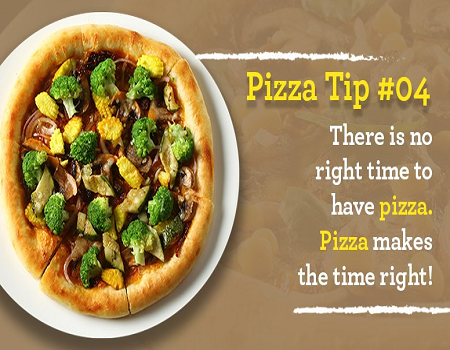 Pizza Tip #04
There is no
right time to
have pizza.
Pizza makes
the time right!